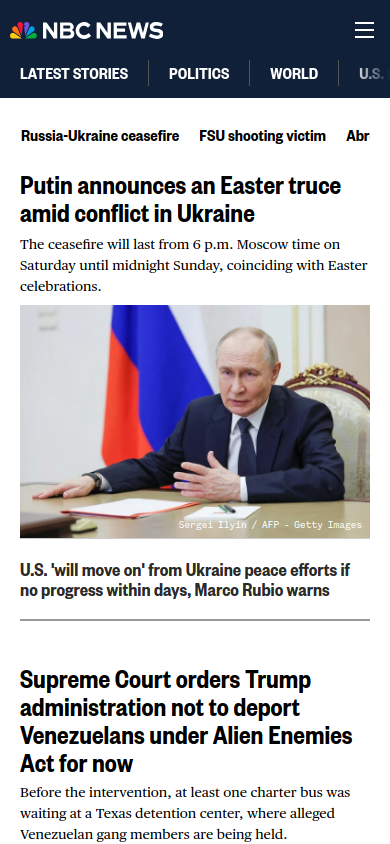 NBC NEWS
LATEST STORIES POLITICS WORLD U.S.
Russia-Ukraine ceasefire FSU shooting victim Abr
Putin announces an Easter truce
amid conflict in Ukraine
The ceasefire will last from 6 p.m. Moscow time on
Saturday until midnight Sunday, coinciding with Easter
celebrations.
Sergei Ilyin / AFP - Getty Images
U.S. 'will move on' from Ukraine peace efforts if
no progress within days, Marco Rubio warns
Supreme Court orders Trump
administration not to deport
Venezuelans under Alien Enemies
Act for now
Before the intervention, at least one charter bus was
waiting at a Texas detention center, where alleged
Venezuelan gang members are being held.